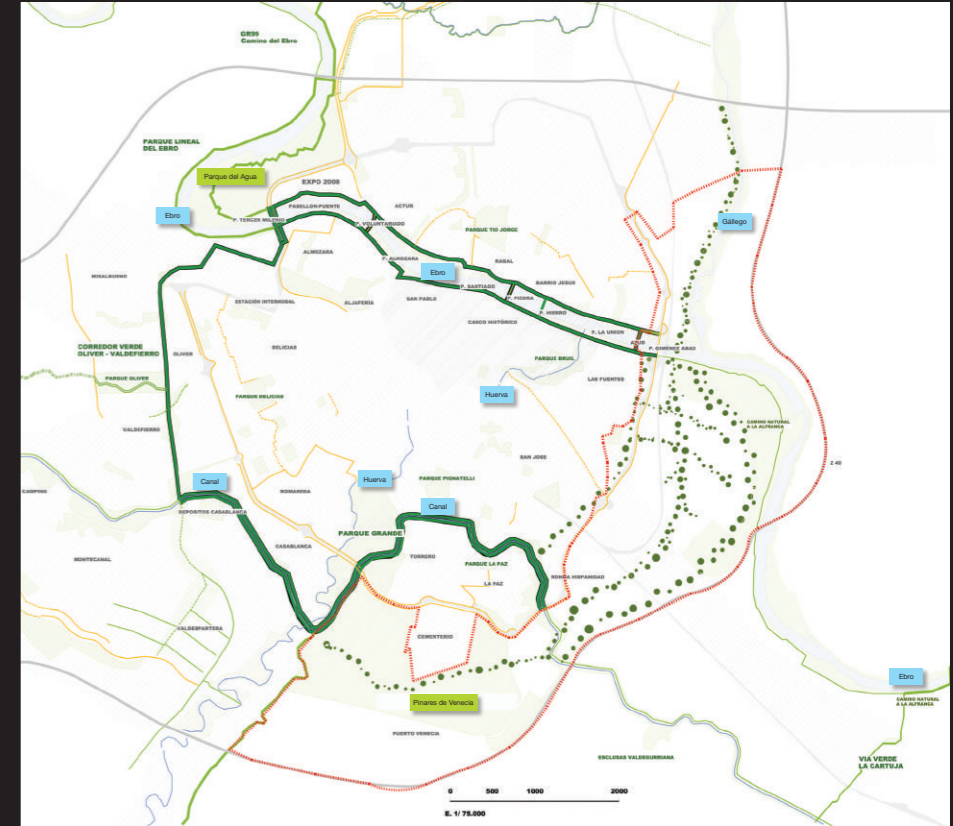 GR99
Camino del Ebro
PARQUE LINEAL
DEL EBRO
Parque del Agua
EXPO 2008
Ebro
PABELLON-PUENTE
ACTUR
P. TERCER MILENIO
P. VOLUNTARIADO
Gállego
PARQUE TIO JORGE
ALMOZARA
P. ALMOZARA
RABAL
Ebro
MIRALBUENO
P. SANTIAGO
BARRIO JESUS
ESTACIÓN INTERMODAL
ALJAFERIA
SAN PABLO
P. PIEDRA
P. HIERRO
CASCO HISTÓRICO
P. LA UNION
AZUD
P. GIMÉNEZ ABAD
CORREDOR VERDE
OLIVER - VALDEFIERRO
OLIVER
DELICIAS
PARQUE BRUIL
PARQUE OLIVER
LAS FUENTES
PARQUE DELICIAS
Huerva
VALDEFIERRO
CAMINO NATURAL
A LA ALFRANCA
SAN JOSE
Z 40
Canal
Huerva
PARQUE PIGNATELLI
ROMAREDA
Canal
DEPÓSITOS CASABLANCA
PARQUE GRANDE
CASABLANCA
TORRERO
MONTECANAL
PARQUE LA PAZ
LA PAZ
RONDA HISPANIDAD
VALDESPARTERA
CEMENTERIO
Ebro
Pinares de Venecia
CAMINO NATURAL
A LA ALFRANCA
PUERTO VENECIA
ESCLUSAS VALDEGURRIANA
VIA VERDE
LA CARTUJA
0 500 1000 2000
E. 1/ 75.000